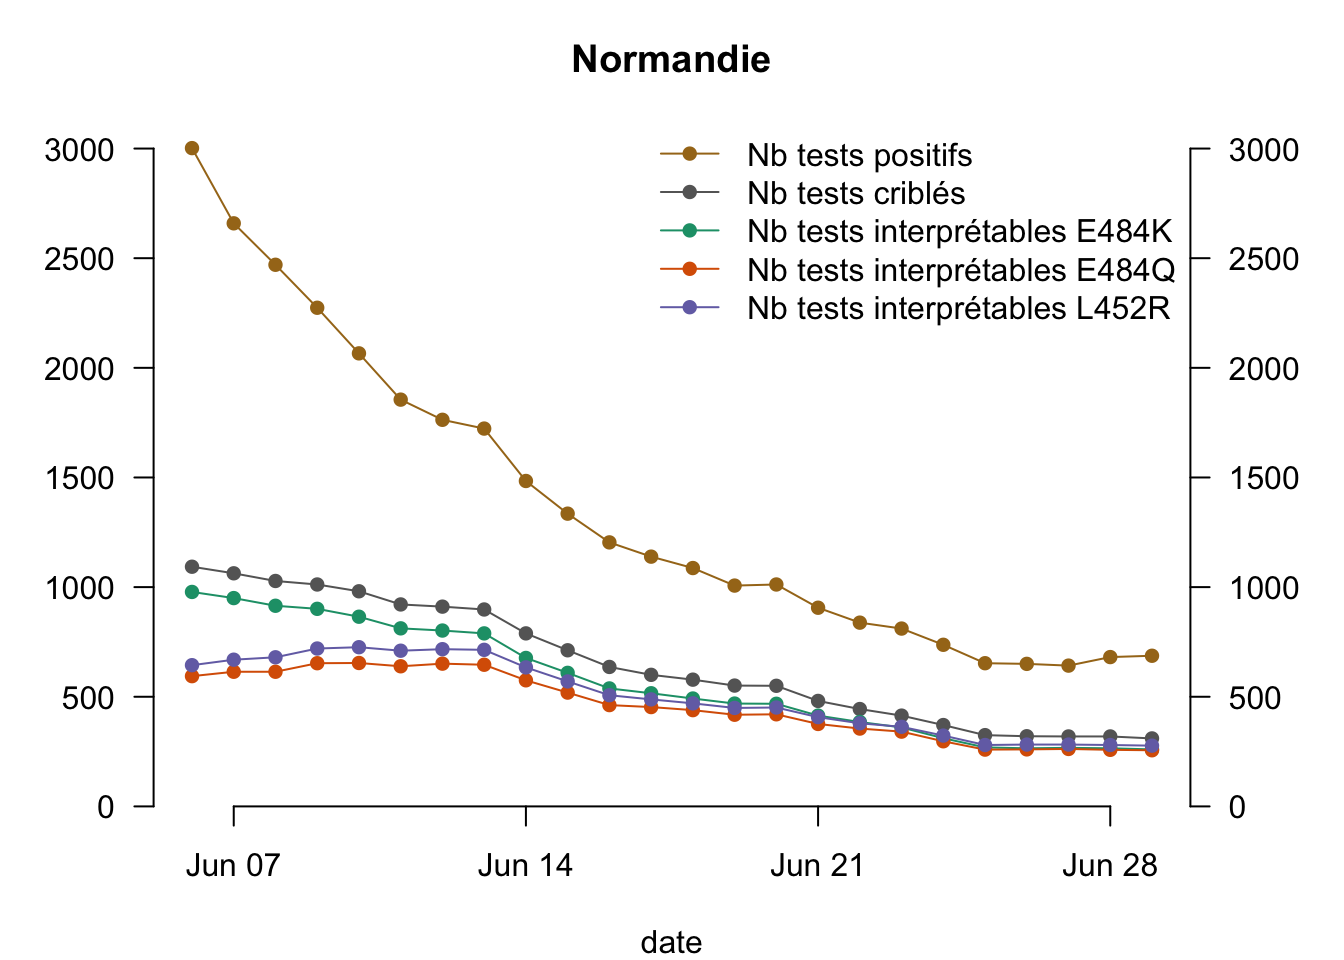 Normandie
3000
2500
2000
1500
1000
500
0
Nb tests positifs
Nb tests criblés
Nb tests interprétables E484K
Nb tests interprétables E484Q
Nb tests interprétables L452R
3000
2500
2000
1500
1000
500
0
Jun 07 Jun 14 Jun 21 Jun 28
date